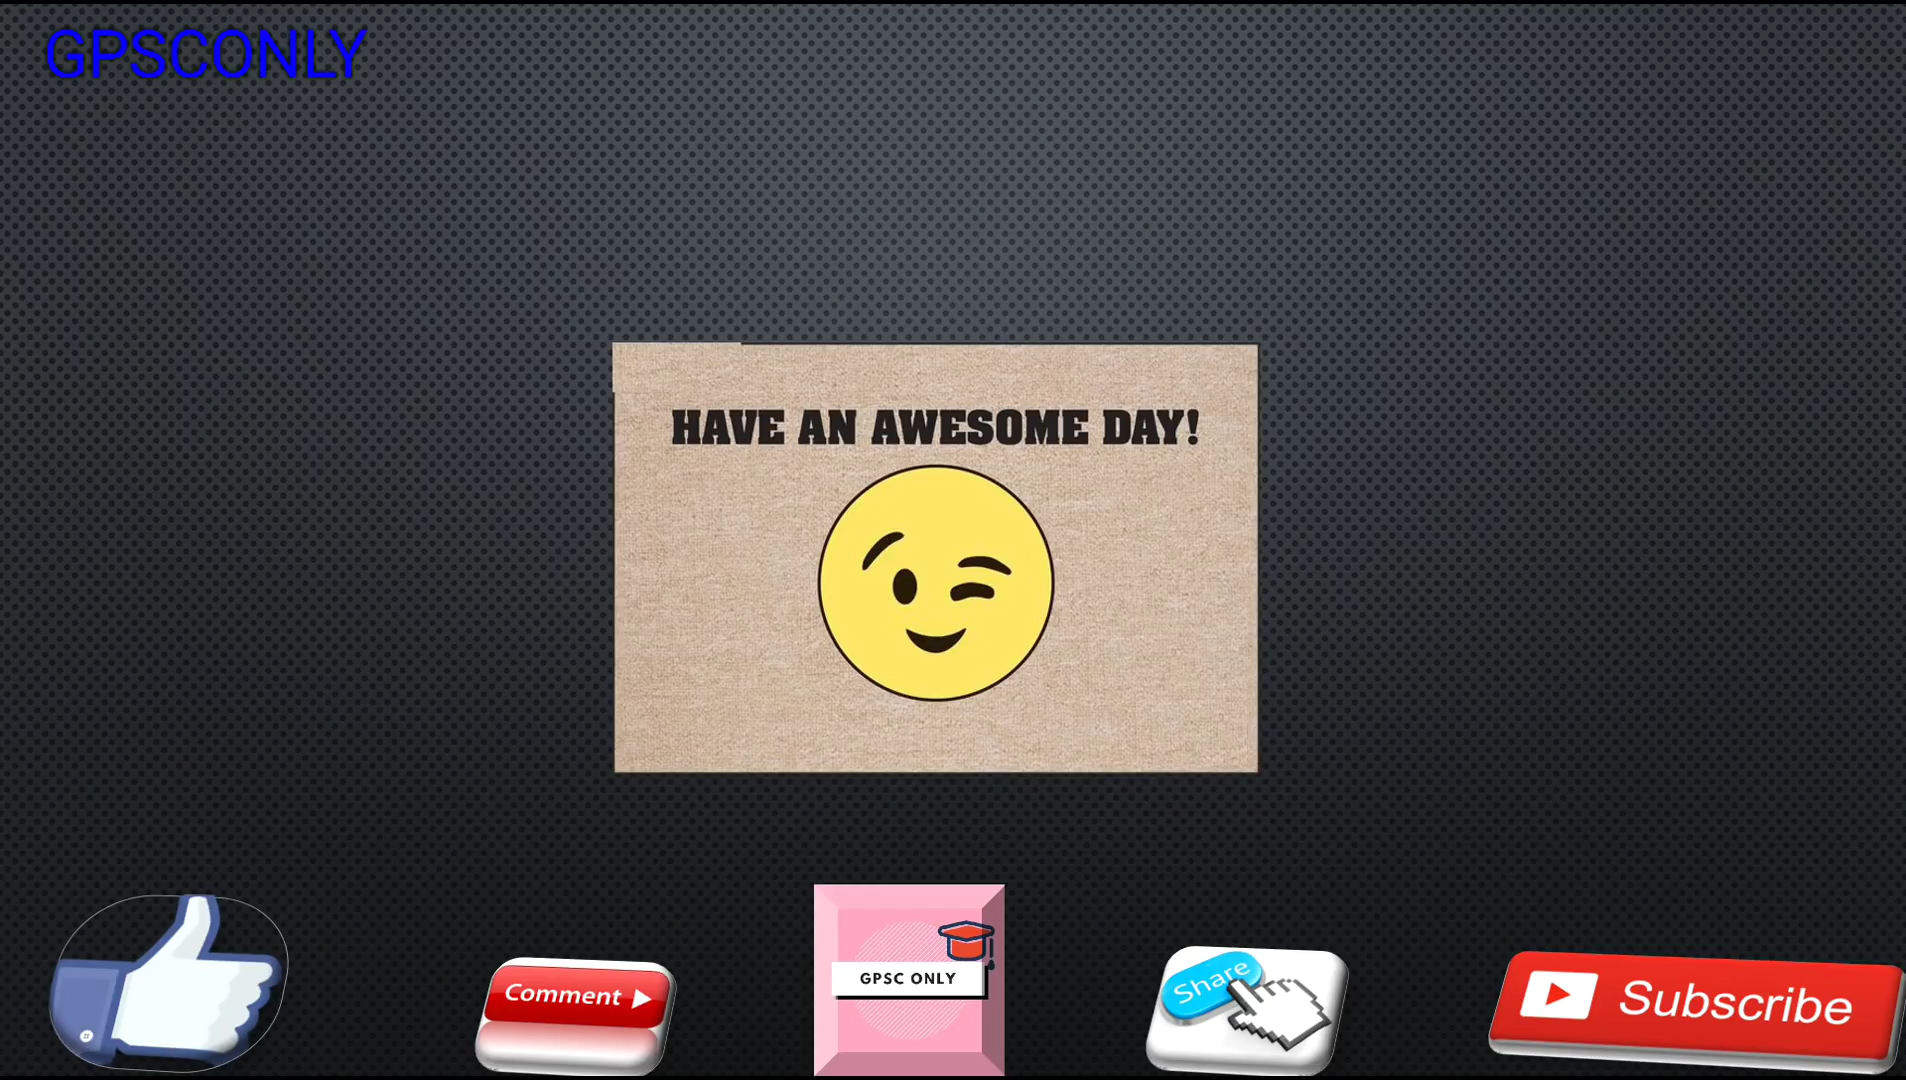 GPSCONLY
HAVE AN AWESOME DAY!
Comment
GPSC ONLY
Share
Subscribe